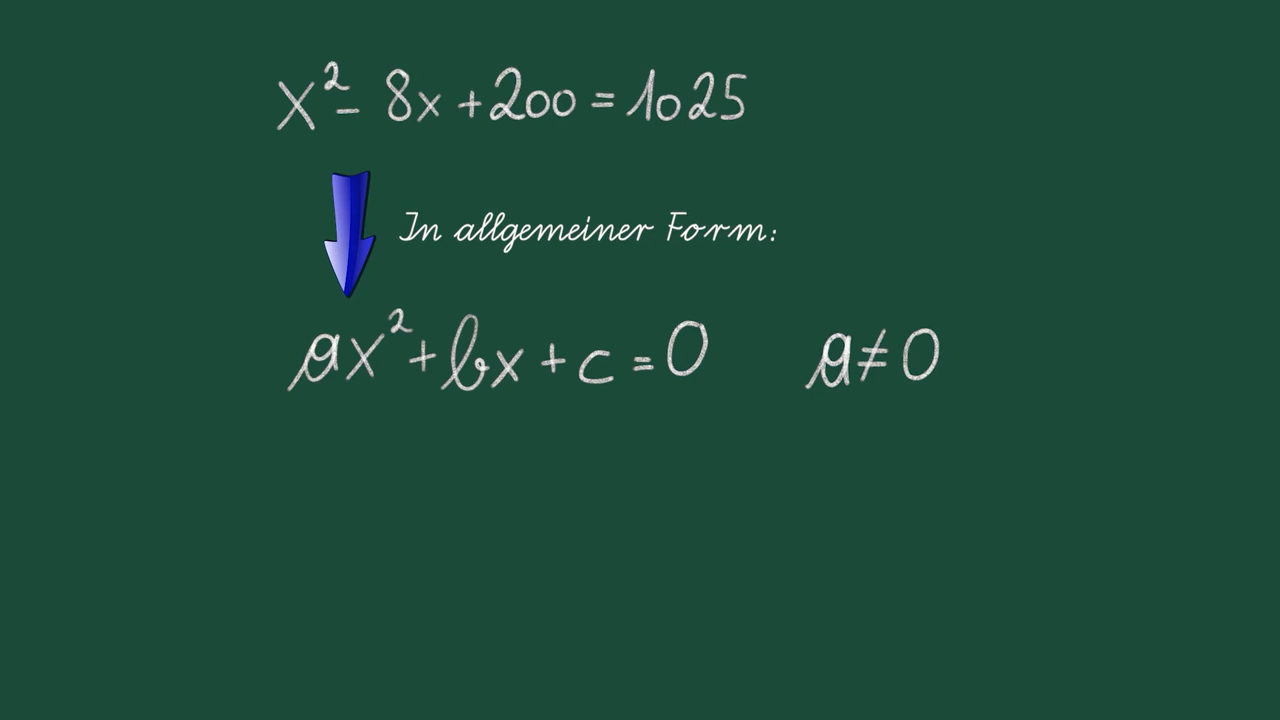 x² - 8x + 200 = 1025
In allgemeiner Form:
ax² + bx + c = 0 a ≠ 0